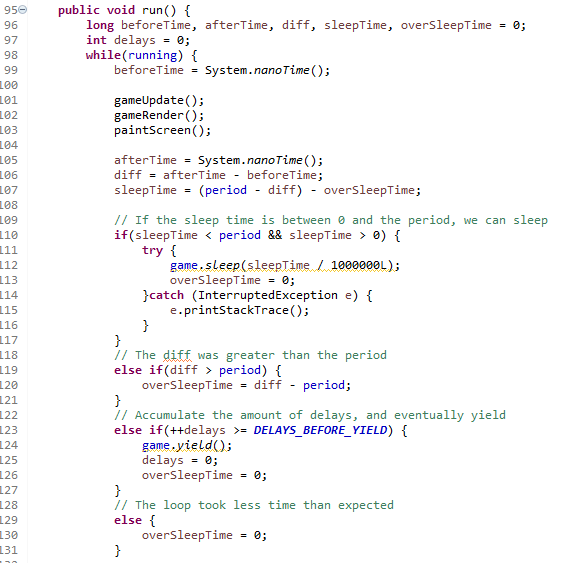 95 public void run() {
96 long beforeTime, afterTime, diff, sleepTime, overSleepTime = 0;
97 int delays = 0;
98 while(running) {
99 beforeTime = System.nanoTime();
100
101 gameUpdate();
102 gameRender();
103 paintScreen();
104
105 afterTime = System.nanoTime();
106 diff = afterTime - beforeTime;
107 sleepTime = (period - diff) - overSleepTime;
108
109 // If the sleep time is between 0 and the period, we can sleep
110 if(sleepTime < period && sleepTime > 0) {
111 try {
112 game.sleep(sleepTime / 1000000L);
113 overSleepTime = 0;
114 }catch (InterruptedException e) {
115 e.printStackTrace();
116 }
117 }
118 // The diff was greater than the period
119 else if(diff > period) {
120 overSleepTime = diff - period;
121 }
122 // Accumulate the amount of delays, and eventually yield
123 else if(++delays >= DELAYS_BEFORE_YIELD) {
124 game.yield();
125 delays = 0;
126 overSleepTime = 0;
127 }
128 // The loop took less time than expected
129 else {
130 overSleepTime = 0;
131 }